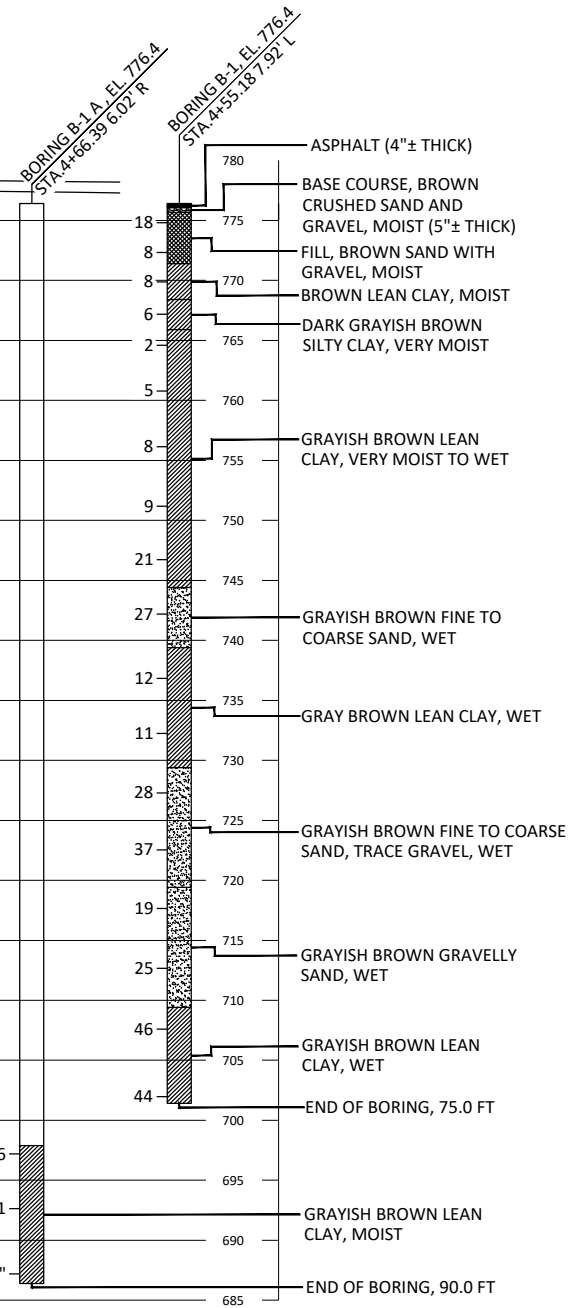 BORING B-1 A , EL. 776.4
STA.4+66.39 6.02' R
BORING B-1, EL. 776.4
STA.4+55.18 7.92' L
780
ASPHALT (4"± THICK)
BASE COURSE, BROWN
CRUSHED SAND AND
GRAVEL, MOIST (5"± THICK)
18
775
8
FILL, BROWN SAND WITH
GRAVEL, MOIST
8
770
BROWN LEAN CLAY, MOIST
6
DARK GRAYISH BROWN
SILTY CLAY, VERY MOIST
2
765
5
760
8
GRAYISH BROWN LEAN
CLAY, VERY MOIST TO WET
755
9
750
21
745
27
GRAYISH BROWN FINE TO
COARSE SAND, WET
740
12
735
GRAY BROWN LEAN CLAY, WET
11
730
28
725
GRAYISH BROWN FINE TO COARSE
SAND, TRACE GRAVEL, WET
37
720
19
715
GRAYISH BROWN GRAVELLY
SAND, WET
25
710
46
GRAYISH BROWN LEAN
CLAY, WET
705
44
END OF BORING, 75.0 FT
700
695
GRAYISH BROWN LEAN
CLAY, MOIST
690
END OF BORING, 90.0 FT
685